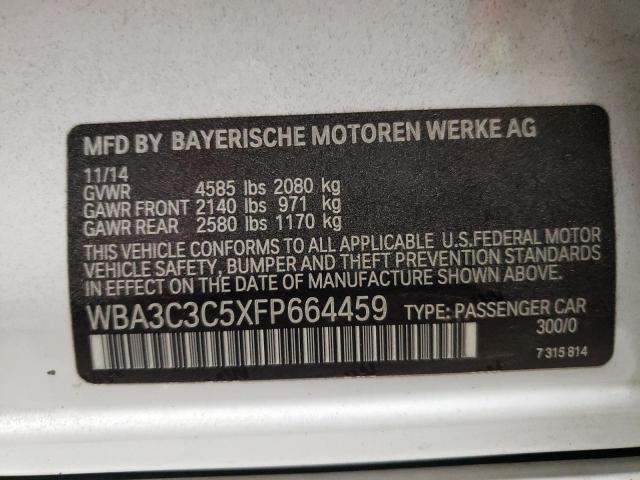 MFD BY BAYERISCHE MOTOREN WERKE AG
11/14
GVWR 4585 lbs 2080 kg
GAWR FRONT 2140 lbs 971 kg
GAWR REAR 2580 lbs 1170 kg
THIS VEHICLE CONFORMS TO ALL APPLICABLE U.S.FEDERAL MOTOR
VEHICLE SAFETY, BUMPER AND THEFT PREVENTION STANDARDS
IN EFFECT ON THE DATE OF MANUFACTURE SHOWN ABOVE.
WBA3C3C5XFP664459 TYPE: PASSENGER CAR
300/0
7 315 814